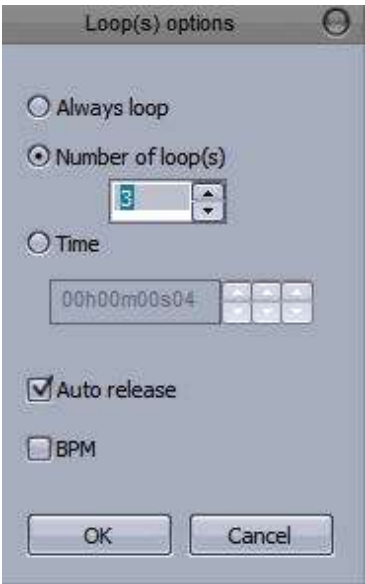 Loop(s) options
Always loop
Number of loop(s)
3
Time
00h00m00s04
Auto release
BPM
OK Cancel